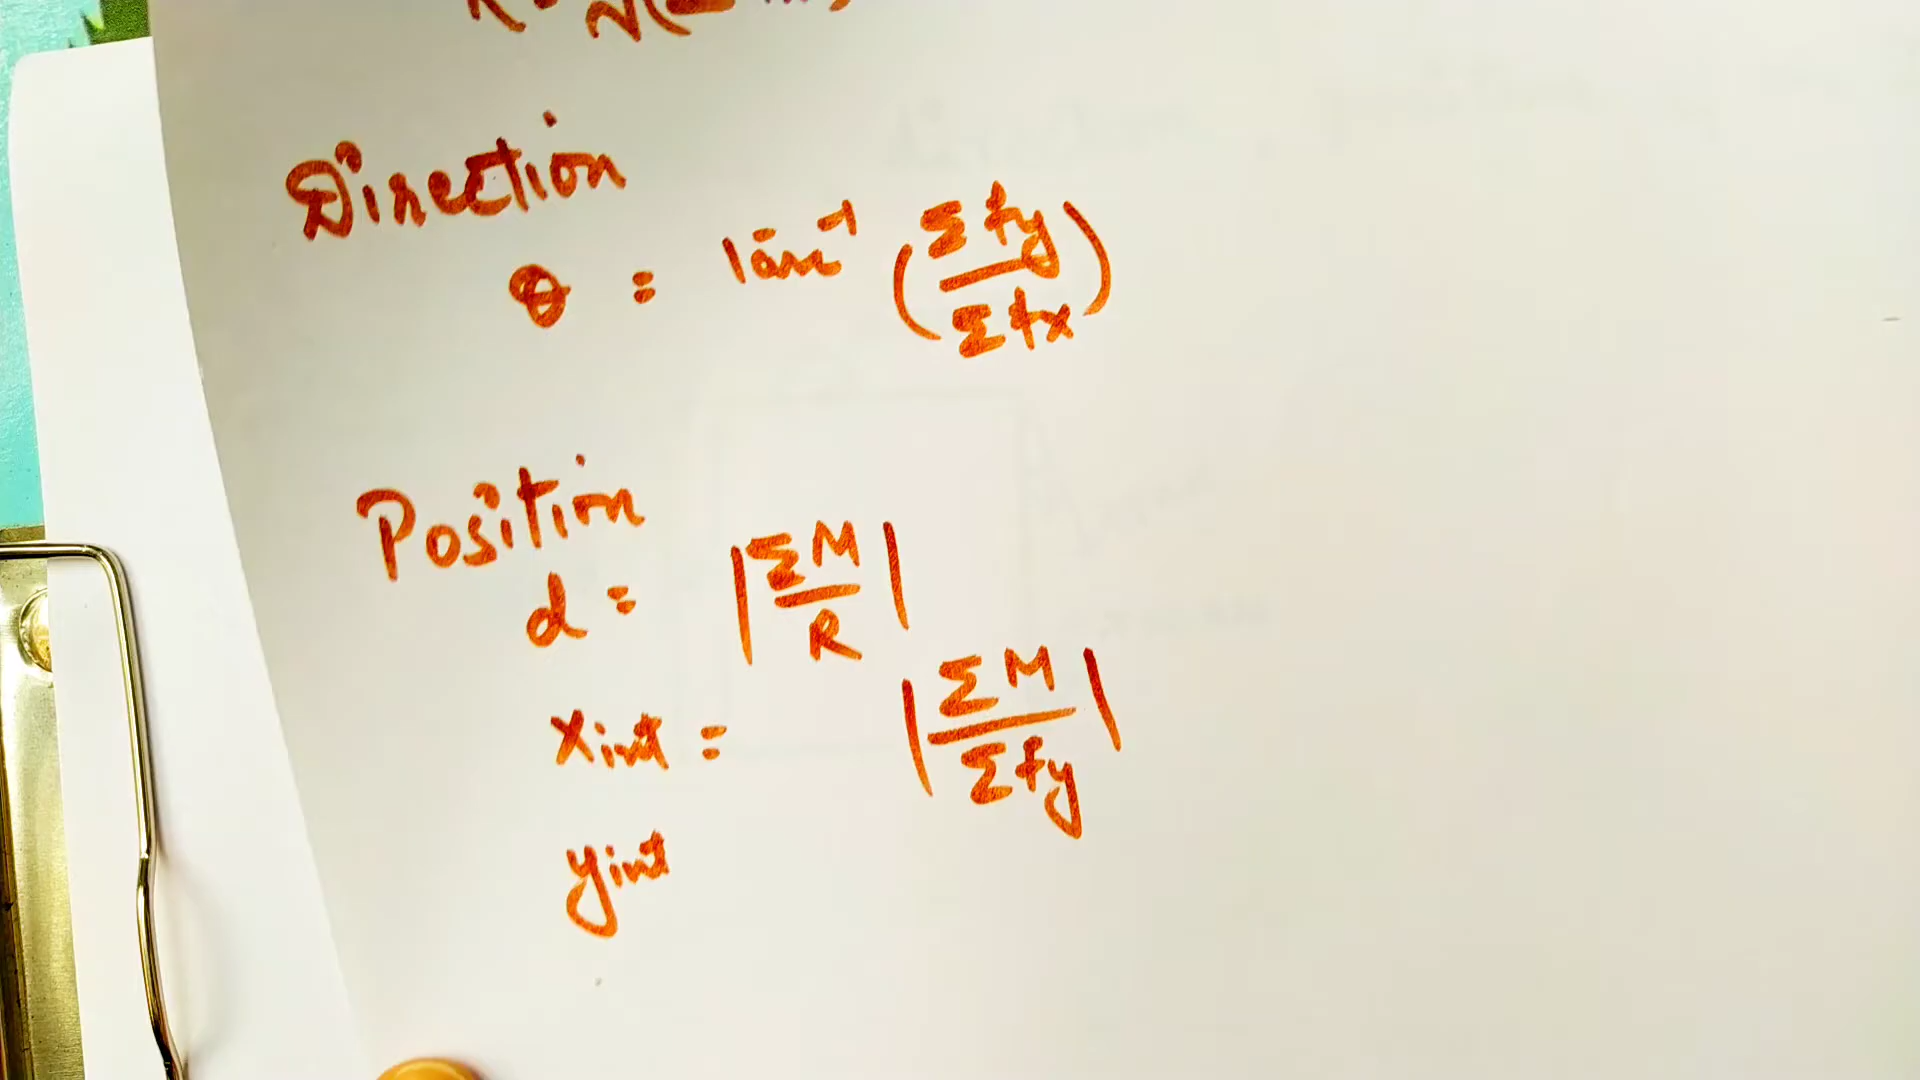 Direction
θ = tan⁻¹ (Σfy / Σfx)
Position
d = |ΣM / R|
xint = |ΣM / Σfy|
yint